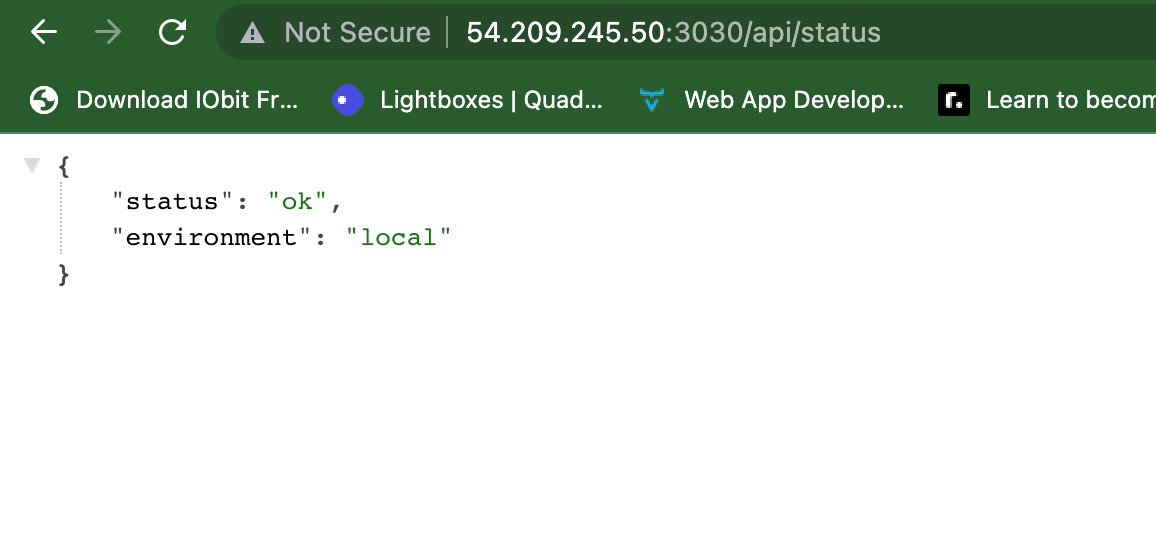 Not Secure | 54.209.245.50:3030/api/status
Download IObit Fr... Lightboxes | Quad... Web App Develop... r. Learn to becom
{
"status": "ok",
"environment": "local"
}